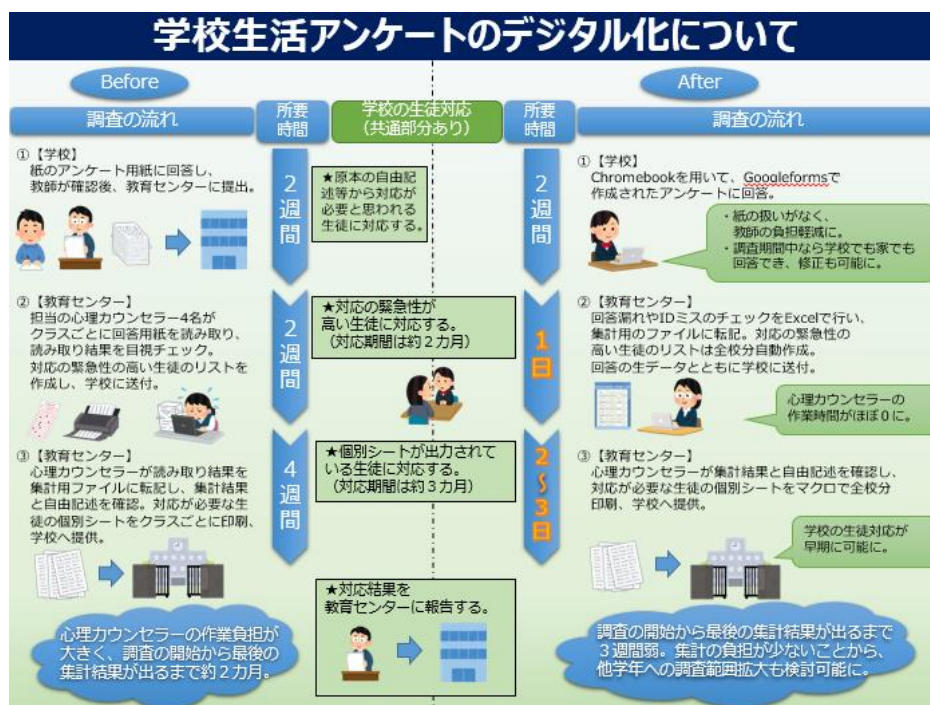 学校生活アンケートのデジタル化について
Before
調査の流れ
所要
時間
学校の生徒対応
(共通部分あり)
所要
時間
After
調査の流れ
①【学校】
紙のアンケート用紙に回答し、
教師が確認後、教育センターに提出。
2週間
★原本の自由記
述等から対応が
必要と思われる
生徒に対応する。
2週間
①【学校】
Chromebookを用いて、Googleformsで
作成されたアンケートに回答。
・紙の扱いがなく、
教師の負担軽減に。
・調査期間中なら学校でも家でも
回答でき、修正も可能に。
②【教育センター】
担当の心理カウンセラー4名が
クラスごとに回答用紙を読み取り、
読み取り結果を目視チェック。
対応の緊急性の高い生徒のリストを
作成し、学校に送付。
2週間
★対応の緊急性が
高い生徒に対応する。
(対応期間は約2カ月)
1日
②【教育センター】
回答漏れやIDミスのチェックをExcelで行い、
集計用のファイルに転記。対応の緊急性の
高い生徒のリストは全校分自動作成。
回答の生データとともに学校に送付。
心理カウンセラーの
作業時間がほぼ0に。
③【教育センター】
心理カウンセラーが読み取り結果を
集計用ファイルに転記し、集計結果
と自由記述を確認。対応が必要な生
徒の個別シートをクラスごとに印刷、
学校へ提供。
4週間
★個別シートが出力されて
いる生徒に対応する。
(対応期間は約3カ月)
2～3日
③【教育センター】
心理カウンセラーが集計結果と自由記述を確認し、
対応が必要な生徒の個別シートをマクロで全校分
印刷、学校へ提供。
学校の生徒対応が
早期に可能に。
★対応結果を
教育センターに報告する。
心理カウンセラーの作業負担が
大きく、調査の開始から最後の
集計結果が出るまで約2カ月。
調査の開始から最後の集計結果が出るまで
3週間弱。集計の負担が少ないことから、
他学年への調査範囲拡大も検討可能に。